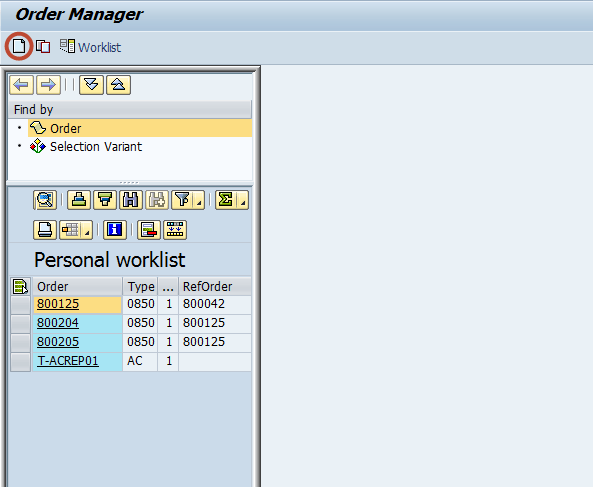 Order Manager
Worklist
Find by
Order
Selection Variant
Personal worklist
Order Type ... RefOrder
800125 0850 1 800042
800204 0850 1 800125
800205 0850 1 800125
T-ACREP01 AC 1